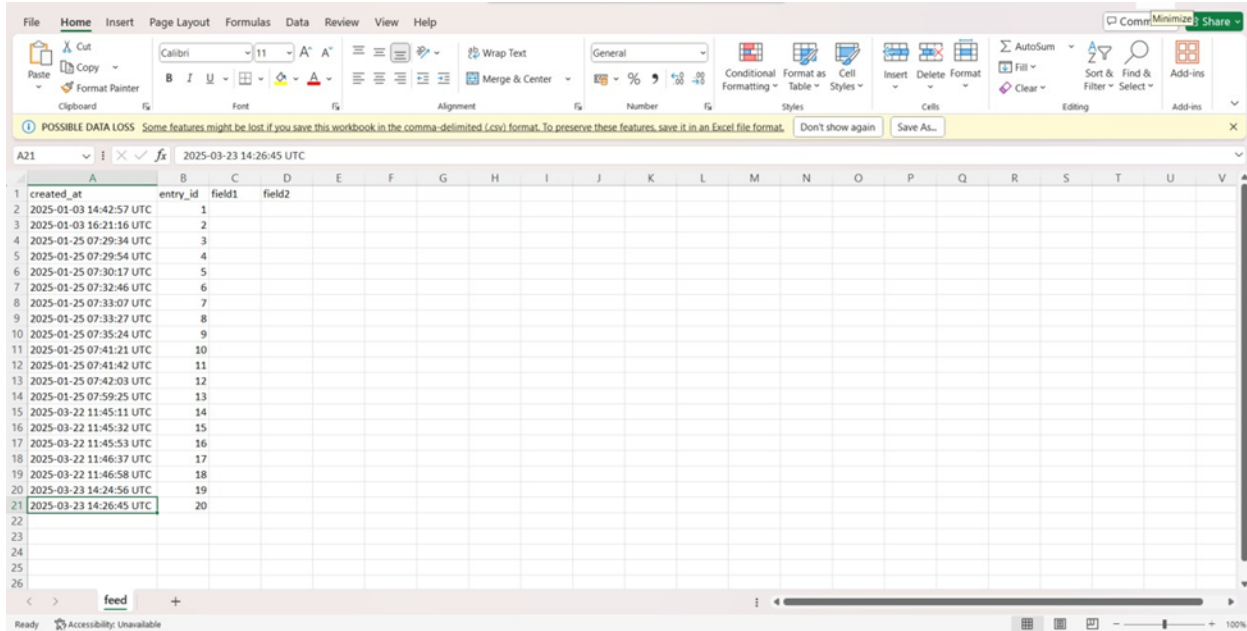 File Home Insert Page Layout Formulas Data Review View Help
Comm Minimize Share
Cut
Copy
Format Painter
Paste
Clipboard
Calibri 11 A^ A˅
B I U A
Font
Wrap Text
Merge & Center
Alignment
General
% 9
Number
Conditional Formatting
Format as Table
Cell Styles
Styles
Insert Delete Format
Cells
AutoSum
Fill
Clear
Sort & Filter
Find & Select
Editing
Add-ins
Add-ins
POSSIBLE DATA LOSS Some features might be lost if you save this workbook in the comma-delimited (.csv) format. To preserve these features, save it in an Excel file format. Don't show again Save As...
A21 fx 2025-03-23 14:26:45 UTC
A B C D E F G H I J K L M N O P Q R S T U V
1 created_at entry_id field1 field2
2 2025-01-03 14:42:57 UTC 1
3 2025-01-03 16:21:16 UTC 2
4 2025-01-25 07:29:34 UTC 3
5 2025-01-25 07:29:54 UTC 4
6 2025-01-25 07:30:17 UTC 5
7 2025-01-25 07:32:46 UTC 6
8 2025-01-25 07:33:07 UTC 7
9 2025-01-25 07:33:27 UTC 8
10 2025-01-25 07:35:24 UTC 9
11 2025-01-25 07:41:21 UTC 10
12 2025-01-25 07:41:42 UTC 11
13 2025-01-25 07:42:03 UTC 12
14 2025-01-25 07:59:25 UTC 13
15 2025-03-22 11:45:11 UTC 14
16 2025-03-22 11:45:32 UTC 15
17 2025-03-22 11:45:53 UTC 16
18 2025-03-22 11:46:37 UTC 17
19 2025-03-22 11:46:58 UTC 18
20 2025-03-23 14:24:56 UTC 19
21 2025-03-23 14:26:45 UTC 20
22
23
24
25
26
feed
Ready Accessibility: Unavailable 100%